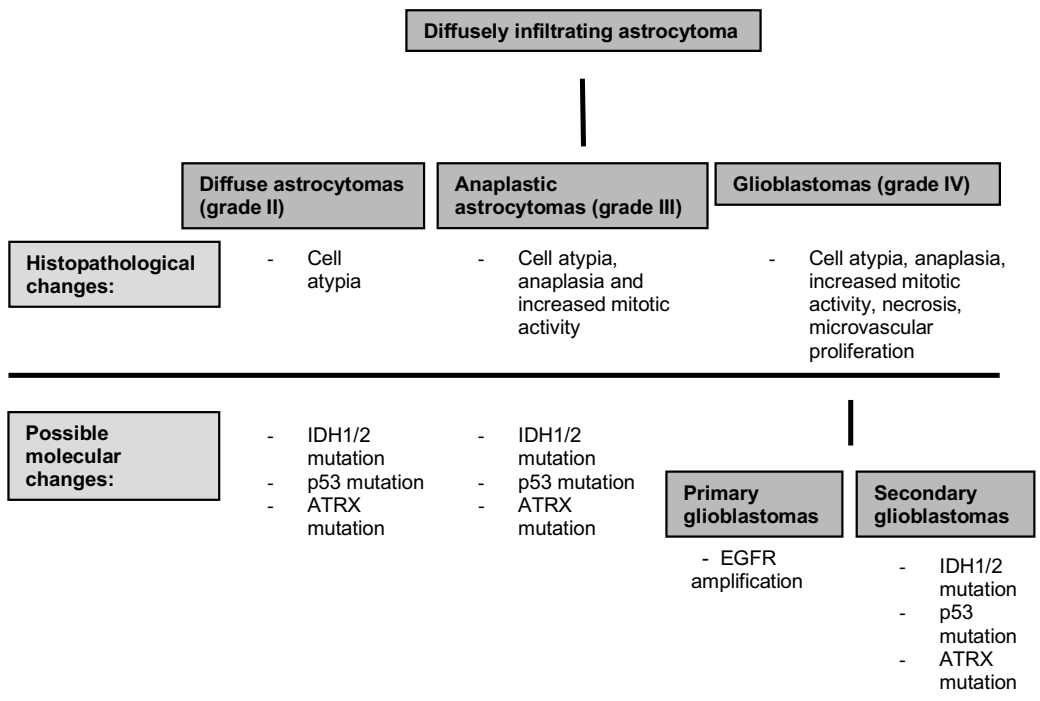 Diffusely infiltrating astrocytoma
Diffuse astrocytomas
(grade II)
Anaplastic
astrocytomas (grade III)
Glioblastomas (grade IV)
Histopathological
changes:
- Cell
atypia
- Cell atypia,
anaplasia and
increased mitotic
activity
- Cell atypia, anaplasia,
increased mitotic
activity, necrosis,
microvascular
proliferation
Possible
molecular
changes:
- IDH1/2
mutation
- p53 mutation
- ATRX
mutation
- IDH1/2
mutation
- p53 mutation
- ATRX
mutation
Primary
glioblastomas
- EGFR
amplification
Secondary
glioblastomas
- IDH1/2
mutation
- p53
mutation
- ATRX
mutation